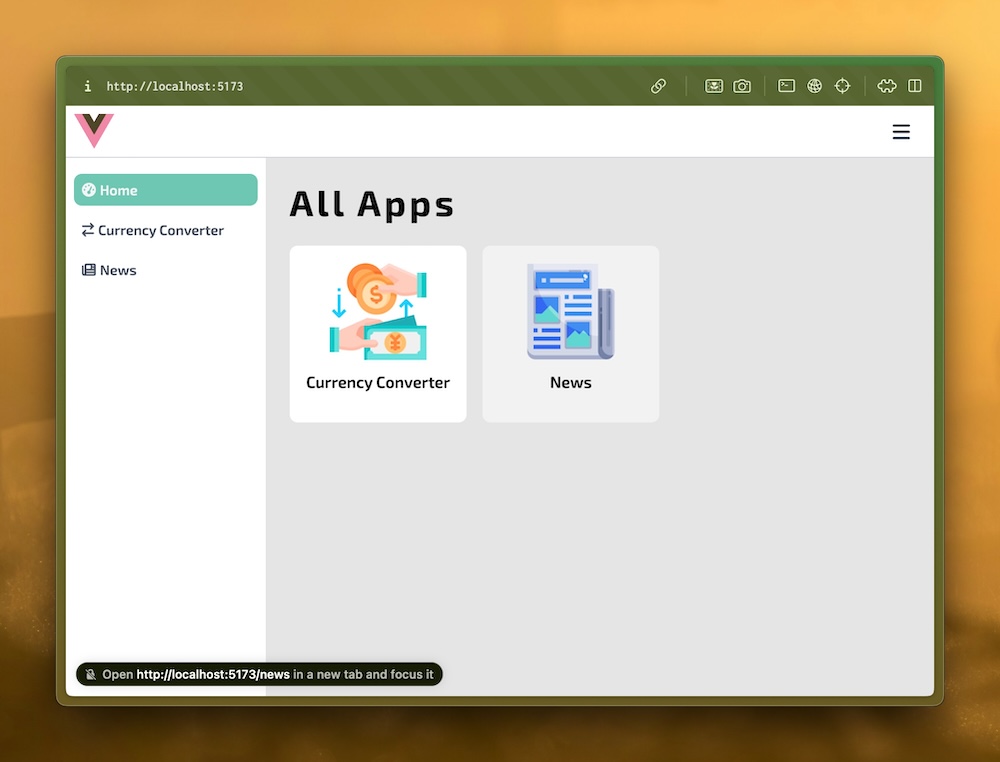 http://localhost:5173
Home
Currency Converter
News
All Apps
Currency Converter
News
Open http://localhost:5173/news in a new tab and focus it